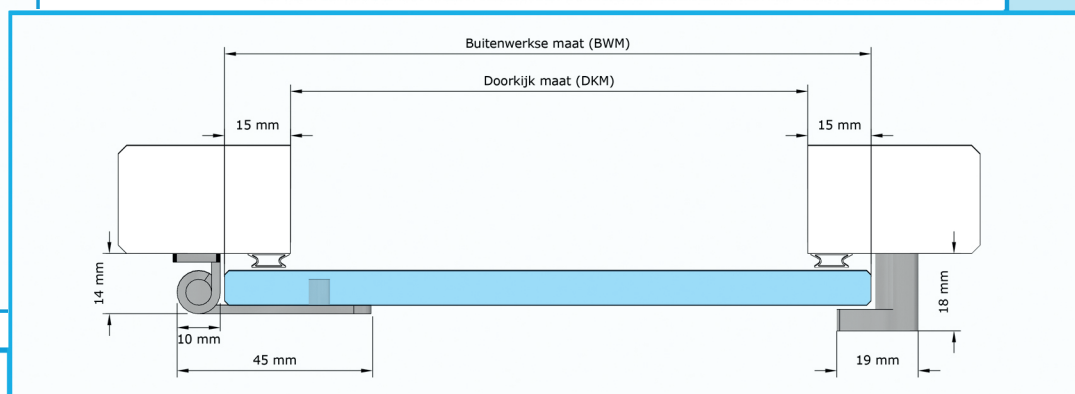 Buitenwerkse maat (BWM)
Doorkijk maat (DKM)
15 mm
15 mm
14 mm
18 mm
10 mm
45 mm
19 mm